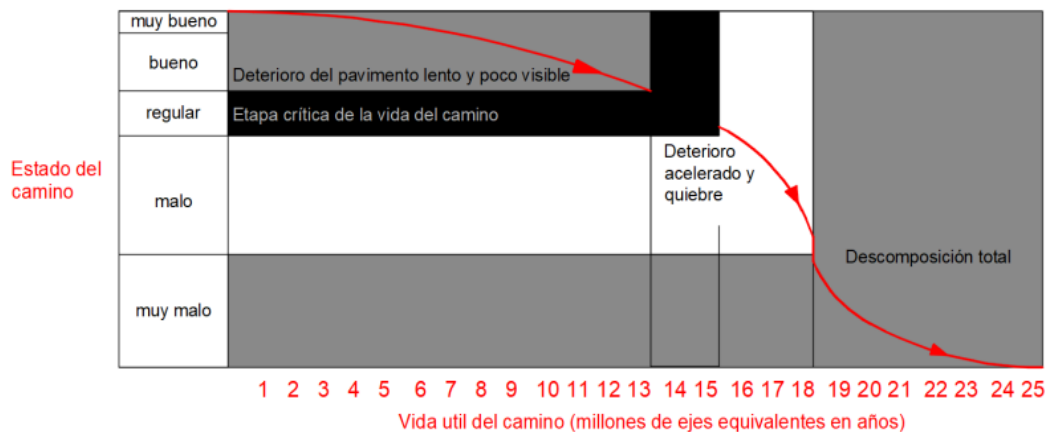 muy bueno
bueno
Deterioro del pavimento lento y poco visible
regular
Etapa crítica de la vida del camino
Estado del
camino
Deterioro
acelerado y
quiebre
malo
Descomposición total
muy malo
1 2 3 4 5 6 7 8 9 10 11 12 13 14 15 16 17 18 19 20 21 22 23 24 25
Vida util del camino (millones de ejes equivalentes en años)